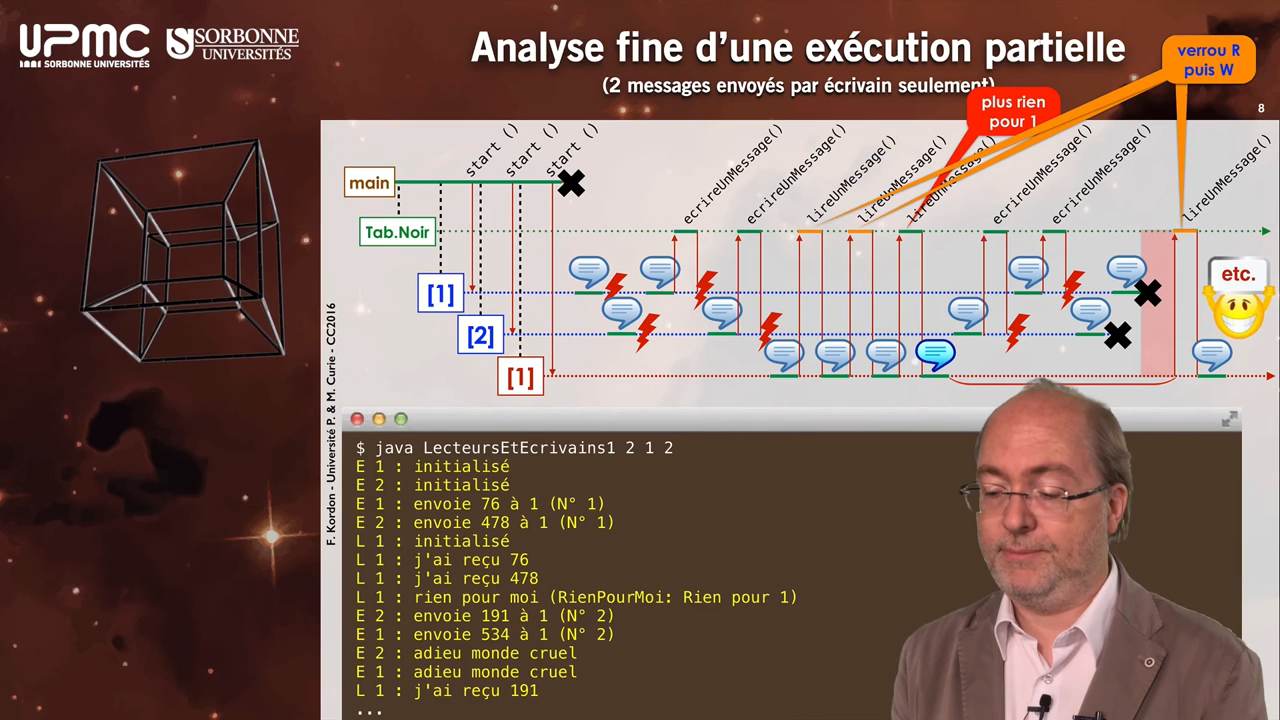 UPMC
SORBONNE UNIVERSITÉS
SORBONNE
UNIVERSITÉS
Analyse fine d'une exécution partielle
(2 messages envoyés par écrivain seulement)
verrou R
puis W
plus rien
pour 1
8
start ()
start ()
start ()
ecrireUnMessage()
ecrireUnMessage()
lireUnMessage()
lireUnMessage()
lireUnMessage()
ecrireUnMessage()
ecrireUnMessage()
lireUnMessage()
main
Tab.Noir
[1]
[2]
[1]
etc.
F. Kordon - Université P. & M. Curie - CC2016
$ java LecteursEtEcrivains1 2 1 2
E 1 : initialisé
E 2 : initialisé
E 1 : envoie 76 à 1 (N° 1)
E 2 : envoie 478 à 1 (N° 1)
L 1 : initialisé
L 1 : j'ai reçu 76
L 1 : j'ai reçu 478
L 1 : rien pour moi (RienPourMoi: Rien pour 1)
E 2 : envoie 191 à 1 (N° 2)
E 1 : envoie 534 à 1 (N° 2)
E 2 : adieu monde cruel
E 1 : adieu monde cruel
L 1 : j'ai reçu 191
...